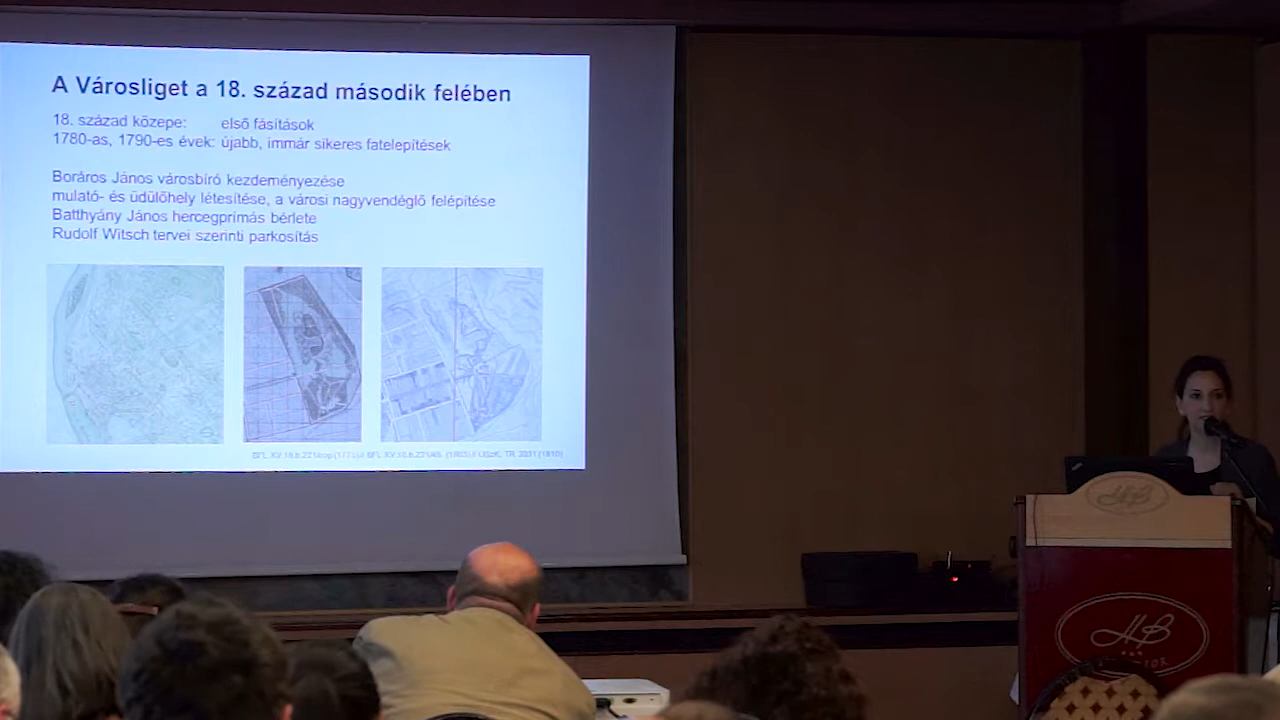 A Városliget a 18. század második felében
18. század közepe: első fásítások
1780-as, 1790-es évek: újabb, immár sikeres fatelepítések
Boráros János városbíró kezdeményezése
mulató- és üdülőhely létesítése, a városi nagyvendéglő felépítése
Batthyány János hercegprímás bérlete
Rudolf Witsch tervei szerinti parkosítás
HB
HB